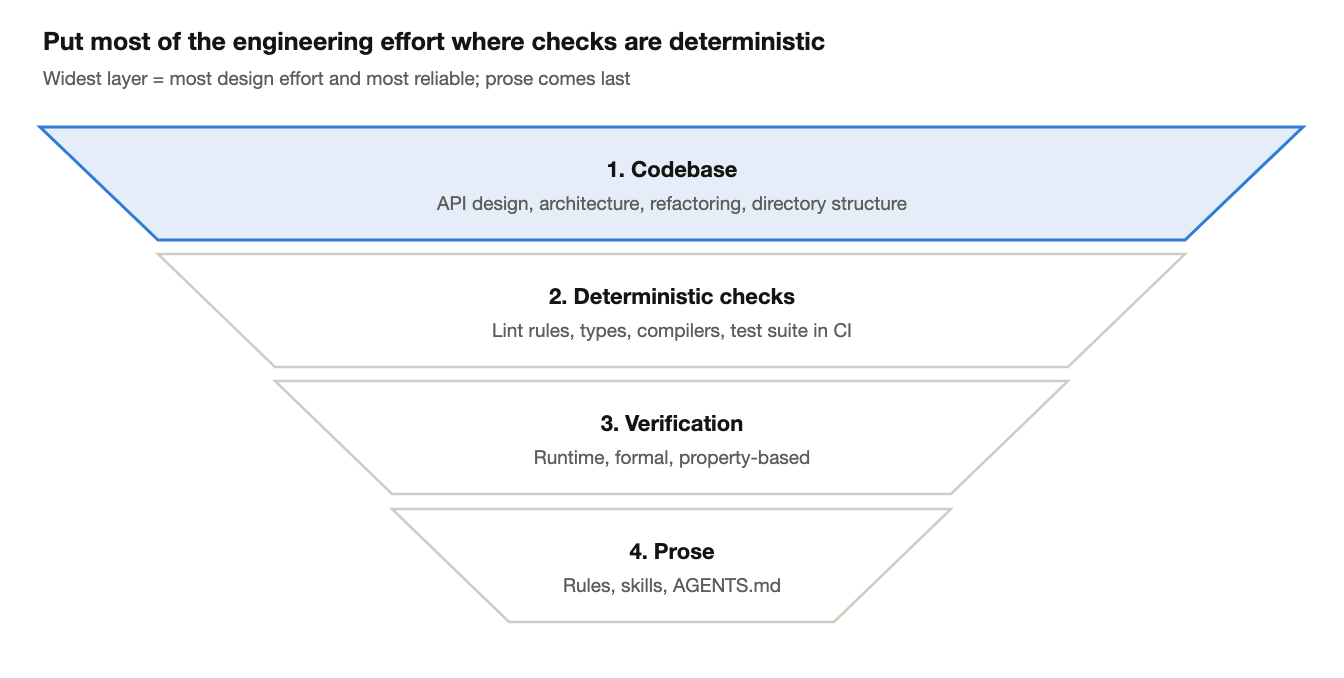 Put most of the engineering effort where checks are deterministic
Widest layer = most design effort and most reliable; prose comes last
1. Codebase
API design, architecture, refactoring, directory structure
2. Deterministic checks
Lint rules, types, compilers, test suite in CI
3. Verification
Runtime, formal, property-based
4. Prose
Rules, skills, AGENTS.md